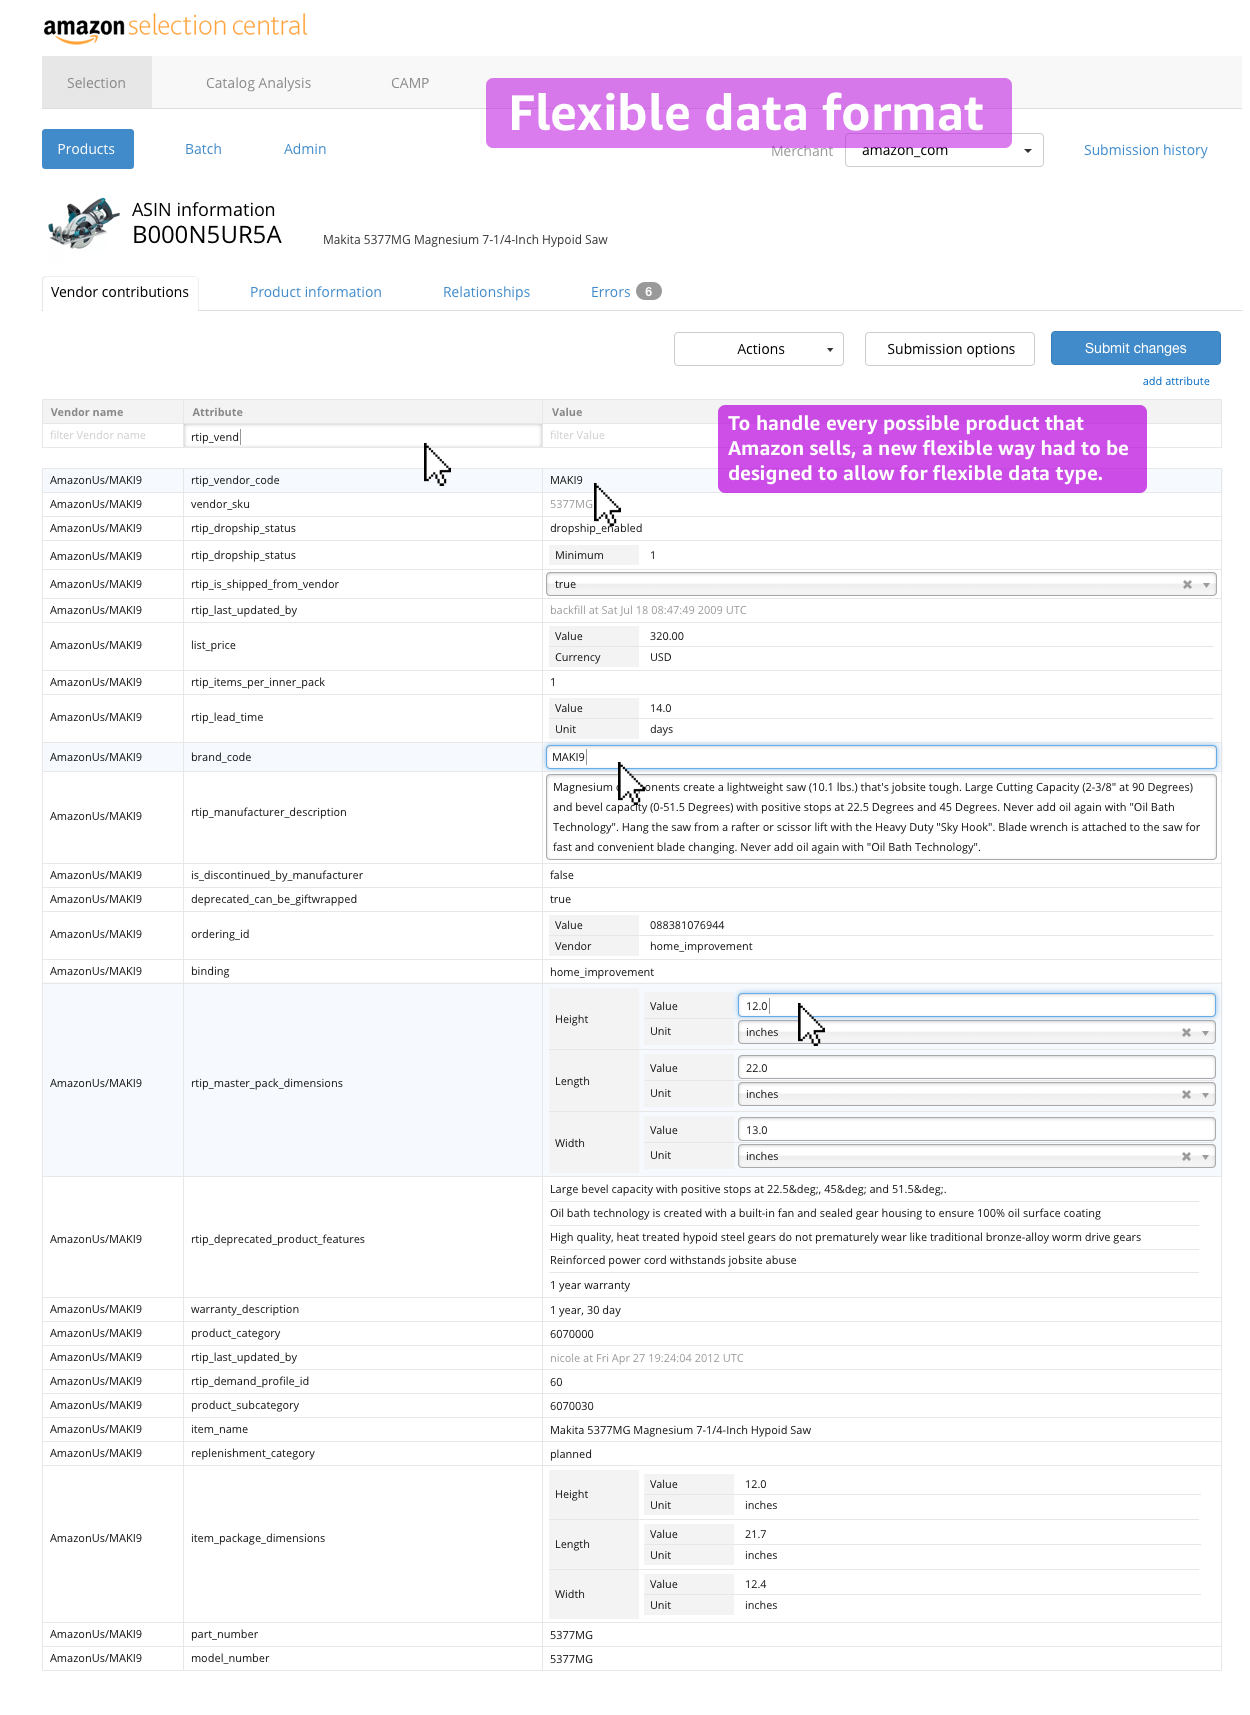 amazon selection central
Selection Catalog Analysis CAMP
Flexible data format
Products Batch Admin Merchant amazon_com Submission history
ASIN information
B000N5UR5A Makita 5377MG Magnesium 7-1/4-Inch Hypoid Saw
Vendor contributions Product information Relationships Errors 6
Actions Submission options Submit changes
add attribute
Vendor name Attribute Value
filter Vendor name rtip_vend filter Value
To handle every possible product that
Amazon sells, a new flexible way had to be
designed to allow for flexible data type.
AmazonUs/MAKI9 rtip_vendor_code MAKI9
AmazonUs/MAKI9 vendor_sku 5377MG
AmazonUs/MAKI9 rtip_dropship_status dropship_enabled
AmazonUs/MAKI9 rtip_dropship_status Minimum 1
AmazonUs/MAKI9 rtip_is_shipped_from_vendor true
AmazonUs/MAKI9 rtip_last_updated_by backfill at Sat Jul 18 08:47:49 2009 UTC
AmazonUs/MAKI9 list_price Value 320.00
Currency USD
AmazonUs/MAKI9 rtip_items_per_inner_pack 1
AmazonUs/MAKI9 rtip_lead_time Value 14.0
Unit days
AmazonUs/MAKI9 brand_code MAKI9
AmazonUs/MAKI9 rtip_manufacturer_description
Magnesium nents create a lightweight saw (10.1 lbs.) that's jobsite tough. Large Cutting Capacity (2-3/8" at 90 Degrees)
and bevel capacity (0-51.5 Degrees) with positive stops at 22.5 Degrees and 45 Degrees. Never add oil again with "Oil Bath
Technology". Hang the saw from a rafter or scissor lift with the Heavy Duty "Sky Hook". Blade wrench is attached to the saw for
fast and convenient blade changing. Never add oil again with "Oil Bath Technology".
AmazonUs/MAKI9 is_discontinued_by_manufacturer false
AmazonUs/MAKI9 deprecated_can_be_giftwrapped true
AmazonUs/MAKI9 ordering_id Value 088381076944
Vendor home_improvement
AmazonUs/MAKI9 binding home_improvement
AmazonUs/MAKI9 rtip_master_pack_dimensions
Height Value 12.0
Unit inches
Length Value 22.0
Unit inches
Width Value 13.0
Unit inches
AmazonUs/MAKI9 rtip_deprecated_product_features
Large bevel capacity with positive stops at 22.5&deg;, 45&deg; and 51.5&deg;.
Oil bath technology is created with a built-in fan and sealed gear housing to ensure 100% oil surface coating
High quality, heat treated hypoid steel gears do not prematurely wear like traditional bronze-alloy worm drive gears
Reinforced power cord withstands jobsite abuse
1 year warranty
AmazonUs/MAKI9 warranty_description 1 year, 30 day
AmazonUs/MAKI9 product_category 6070000
AmazonUs/MAKI9 rtip_last_updated_by nicole at Fri Apr 27 19:24:04 2012 UTC
AmazonUs/MAKI9 rtip_demand_profile_id 60
AmazonUs/MAKI9 product_subcategory 6070030
AmazonUs/MAKI9 item_name Makita 5377MG Magnesium 7-1/4-Inch Hypoid Saw
AmazonUs/MAKI9 replenishment_category planned
AmazonUs/MAKI9 item_package_dimensions
Height Value 12.0
Unit inches
Length Value 21.7
Unit inches
Width Value 12.4
Unit inches
AmazonUs/MAKI9 part_number 5377MG
AmazonUs/MAKI9 model_number 5377MG